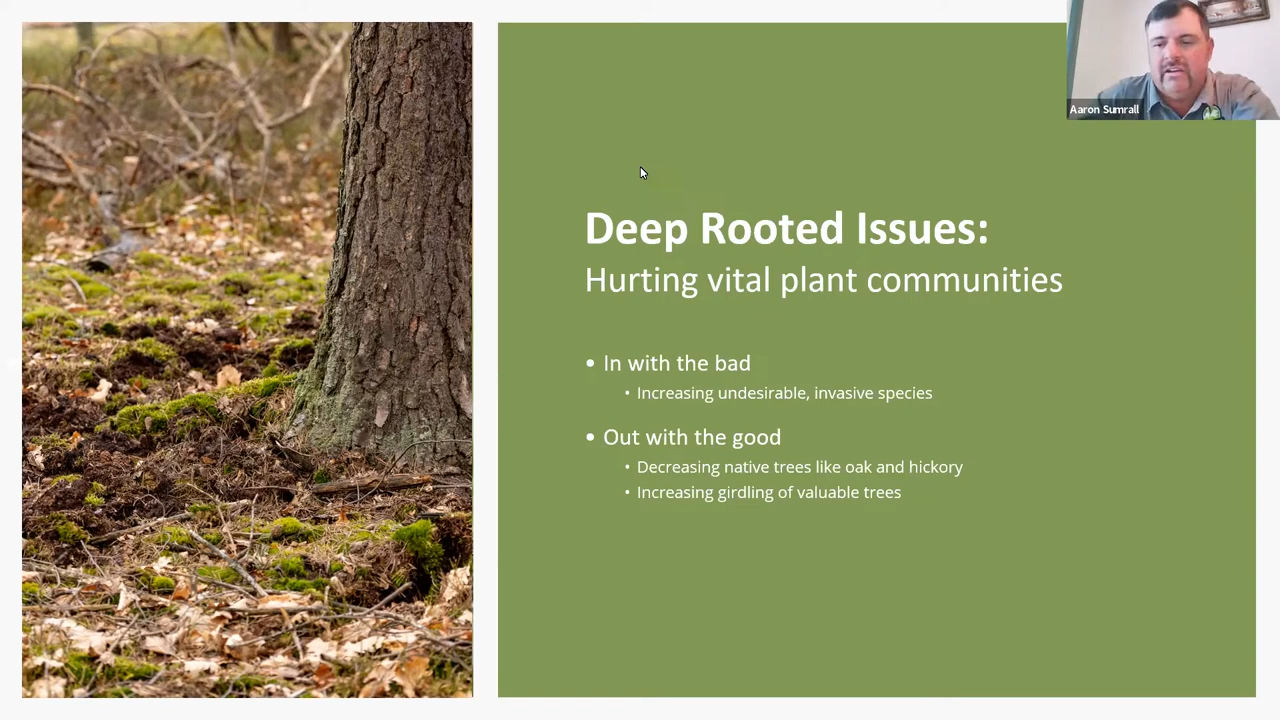 Aaron Sumrall
Deep Rooted Issues:
Hurting vital plant communities
• In with the bad
• Increasing undesirable, invasive species
• Out with the good
• Decreasing native trees like oak and hickory
• Increasing girdling of valuable trees